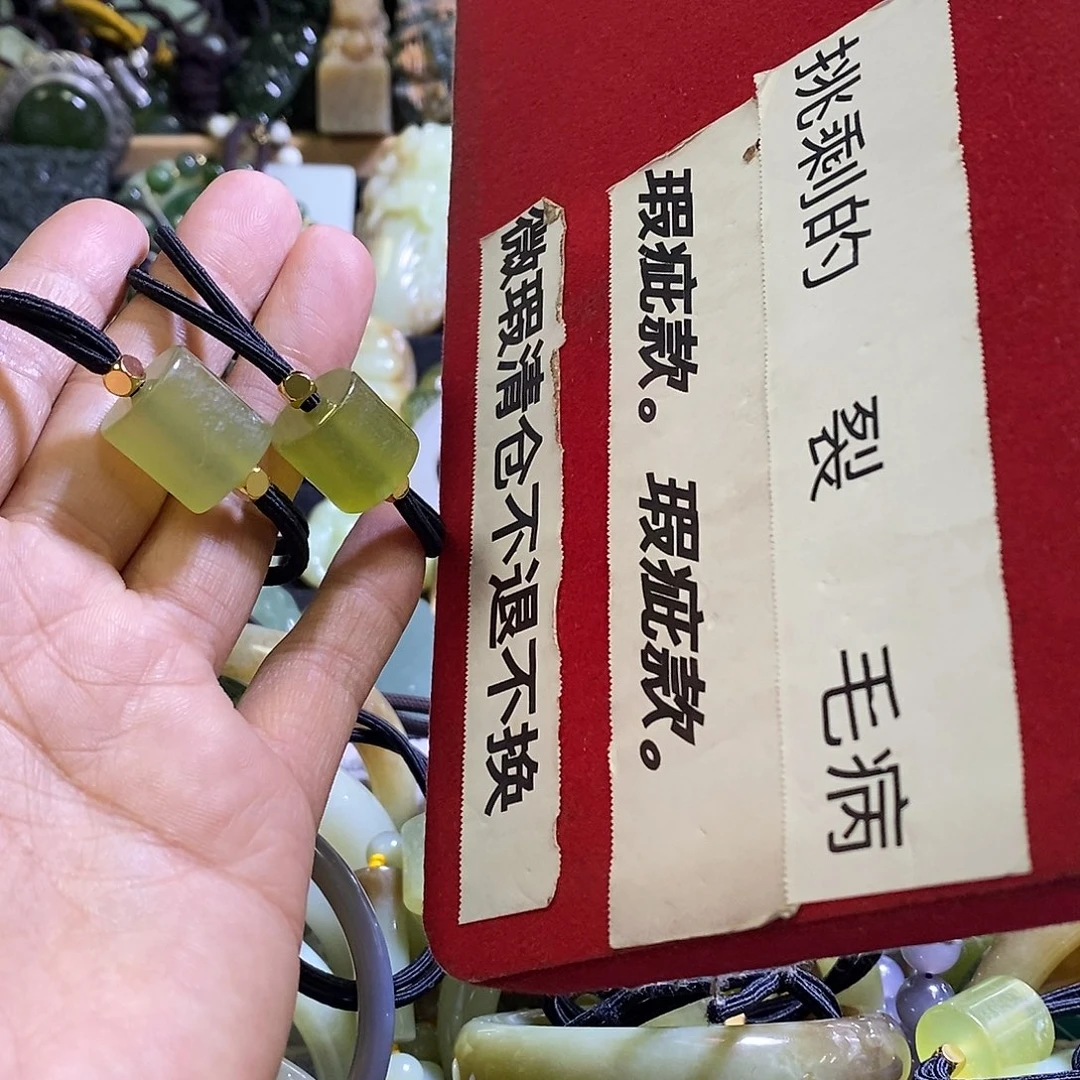 挑剩的 裂 毛病
瑕疵款。 瑕疵款。
微瑕清仓不退不换